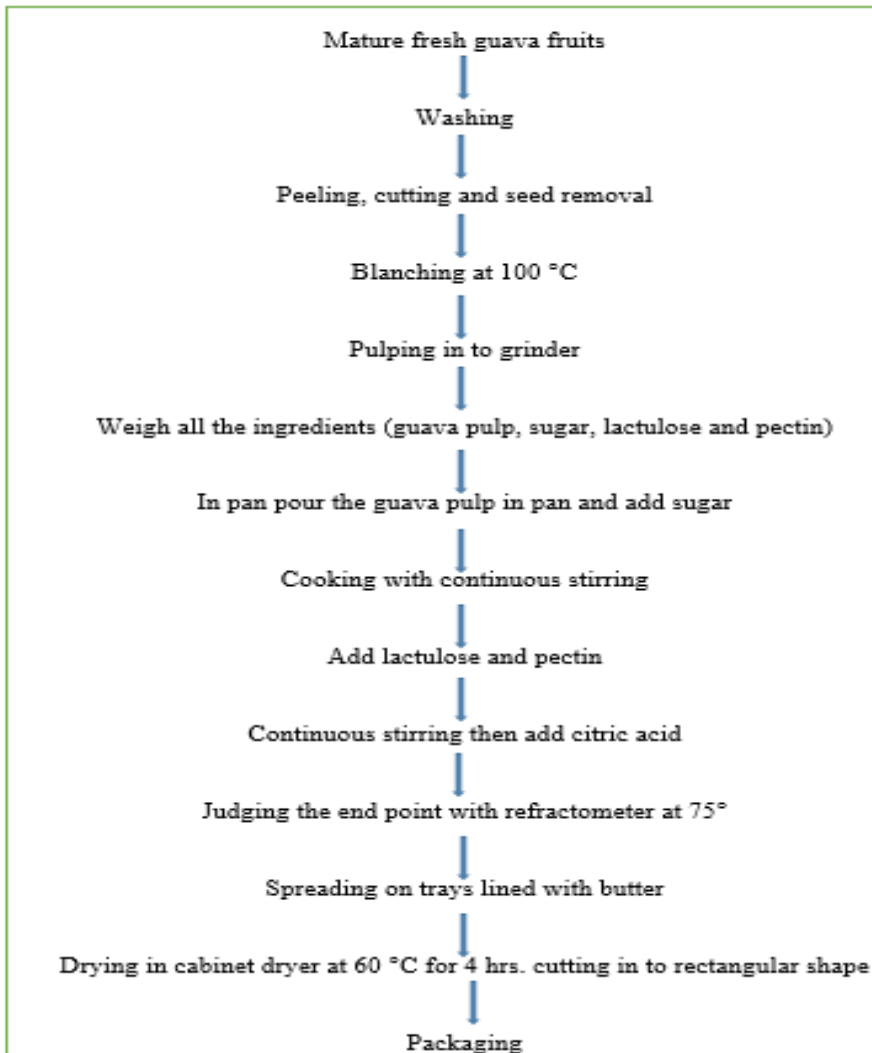 Mature fresh guava fruits
Washing
Peeling, cutting and seed removal
Blanching at 100 °C
Pulping in to grinder
Weigh all the ingredients (guava pulp, sugar, lactulose and pectin)
In pan pour the guava pulp in pan and add sugar
Cooking with continuous stirring
Add lactulose and pectin
Continuous stirring then add citric acid
Judging the end point with refractometer at 75°
Spreading on trays lined with butter
Drying in cabinet dryer at 60 °C for 4 hrs. cutting in to rectangular shape
Packaging